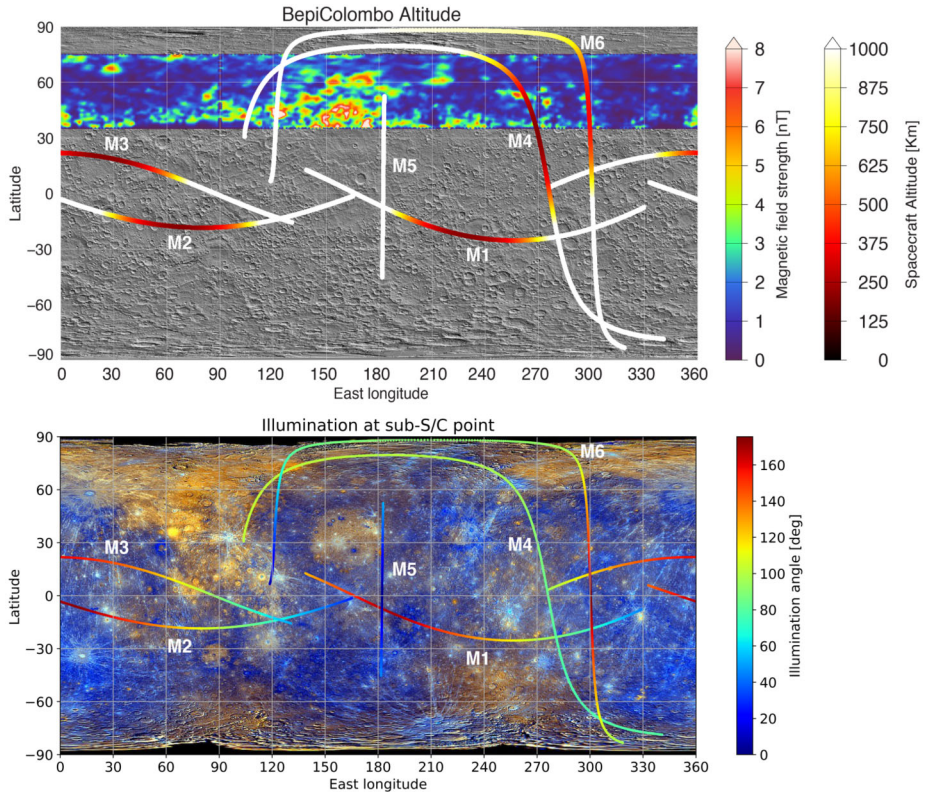 BepiColombo Altitude
90
60
30
0
−30
−60
−90
Latitude
M6
M3
M4
M5
M2
M1
0 30 60 90 120 150 180 210 240 270 300 330 360
East longitude
8
7
6
5
4
3
2
1
0
Magnetic field strength [nT]
1000
875
750
625
500
375
250
125
0
Spacecraft Altitude [Km]
Illumination at sub-S/C point
90
60
30
0
−30
−60
−90
Latitude
M6
M3
M4
M5
M2
M1
0 30 60 90 120 150 180 210 240 270 300 330 360
East longitude
160
140
120
100
80
60
40
20
0
Illumination angle [deg]